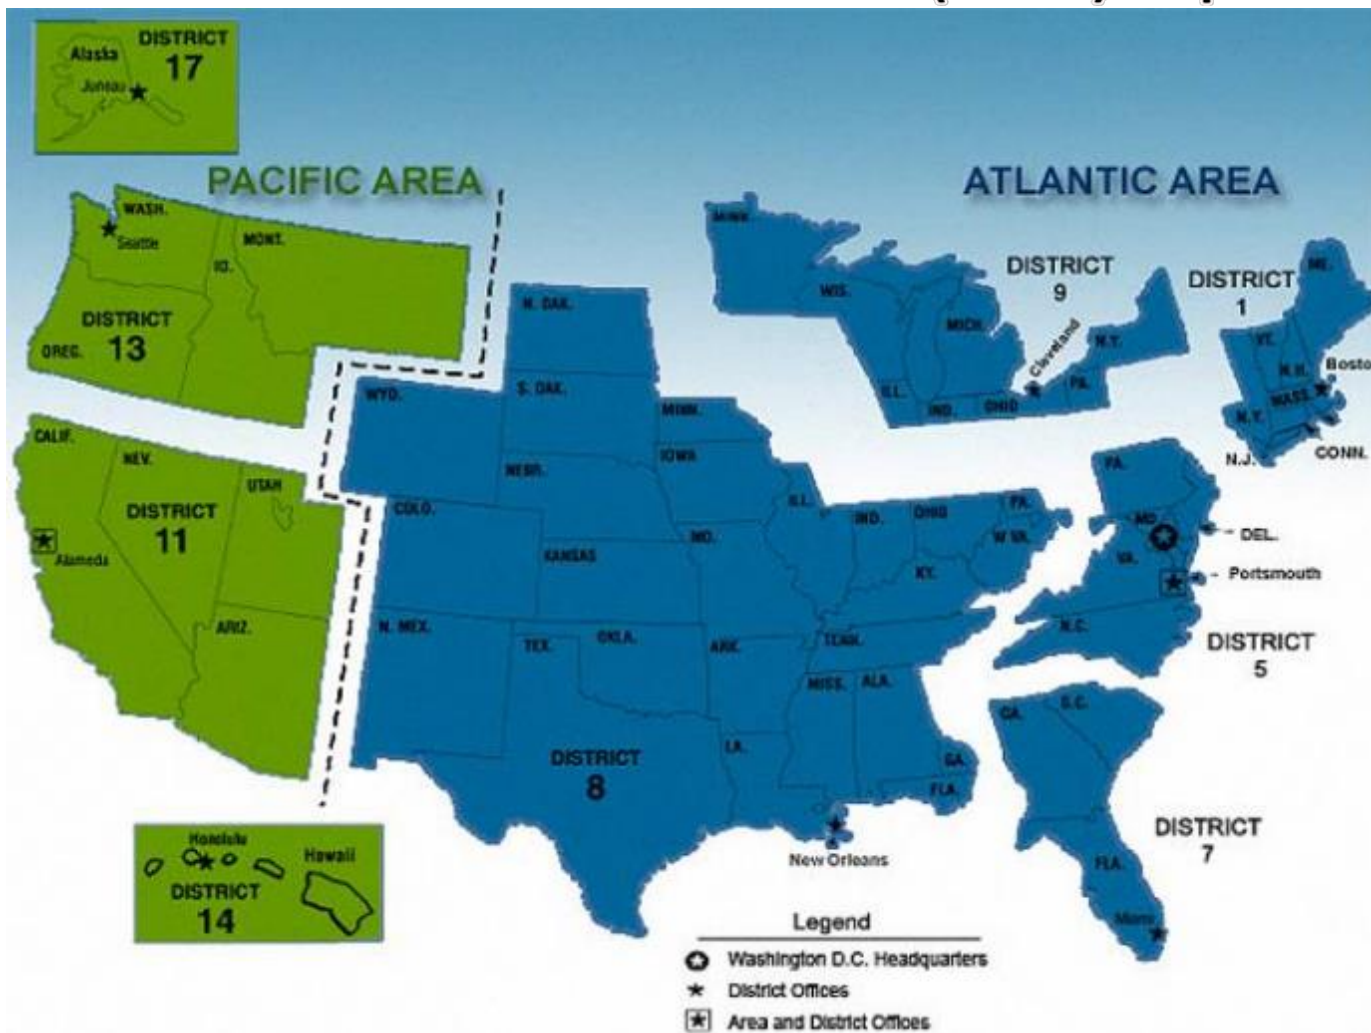 DISTRICT
17
Alaska
Juneau
PACIFIC AREA
ATLANTIC AREA
WASH.
Seattle
MONT.
ID.
DISTRICT
13
OREG.
MINN.
WIS.
MICH.
DISTRICT
9
Cleveland
N.Y.
PA.
ILL.
IND.
OHIO
DISTRICT
1
ME.
VT.
N.H.
Boston
MASS.
N.Y.
N.J.
CONN.
N. DAK.
WYO.
S. DAK.
MINN.
NEBR.
IOWA
ILL.
IND.
OHIO
PA.
W VA.
COLO.
KANSAS
MO.
KY.
N. MEX.
TEX.
OKLA.
ARK.
TENN.
MISS.
ALA.
LA.
GA.
FLA.
DISTRICT
8
New Orleans
CALIF.
NEV.
UTAH
DISTRICT
11
Alameda
ARIZ.
PA.
MD.
DEL.
VA.
Portsmouth
N.C.
DISTRICT
5
GA.
S.C.
DISTRICT
7
FLA.
Miami
Honolulu
Hawaii
DISTRICT
14
Legend
Washington D.C. Headquarters
District Offices
Area and District Offices